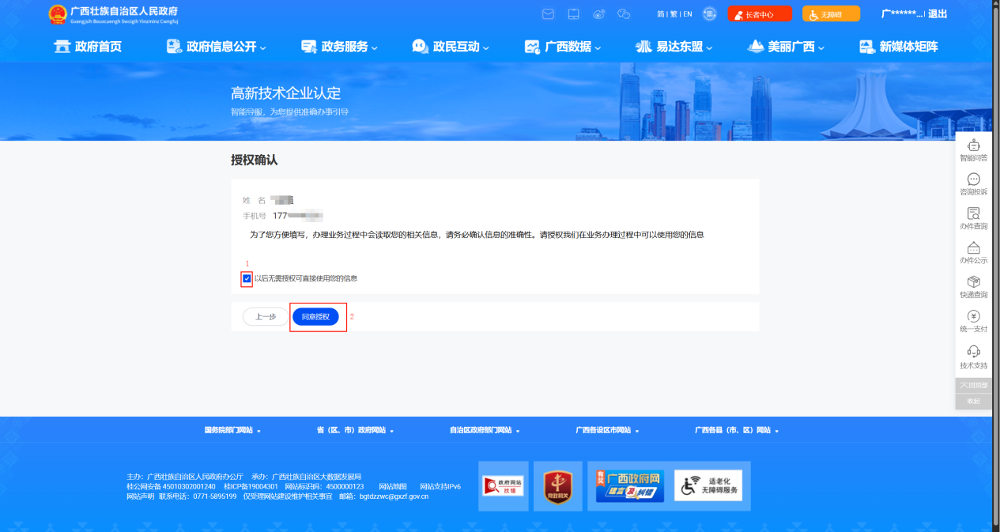 广西壮族自治区人民政府
Gvangjsih Bouxcuengh Swcigih Yinzminz Cwngfuj
简 | 繁 | EN
长者中心
无障碍
广******...| 退出
政府首页 政府信息公开 政务服务 政民互动 广西数据 易达东盟 美丽广西 新媒体矩阵
高新技术企业认定
智能导服，为您提供准确办事引导
授权确认
姓 名
手机号 177
为了您方便填写，办理业务过程中会读取您的相关信息，请务必确认信息的准确性。请授权我们在业务办理过程中可以使用您的信息
1
以后无需授权可直接使用您的信息
上一步 同意授权 2
智能问答
咨询投诉
办件查询
办件公示
快递查询
统一支付
技术支持
回顶部
收起
国务院部门网站 省（区、市）政府网站 自治区政府部门网站 广西各设区市网站 广西各县（市、区）网站
主办：广西壮族自治区人民政府办公厅 承办：广西壮族自治区大数据发展局
桂公网安备 45010302001240 桂ICP备19004301 网站标识码：4500000123 网站地图 网站支持IPv6
网站声明 联系电话：0771-5895199 仅受理网站建设维护相关事宜 邮箱：bgtdzzwc@gxzf.gov.cn
政府网站
找错
党政机关
有奖
广西政府网
建言及纠错
适老化
无障碍服务